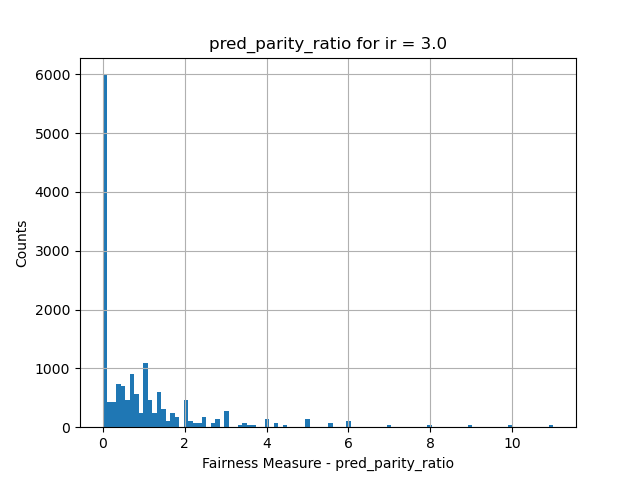 pred_parity_ratio for ir = 3.0
6000
5000
4000
3000
2000
1000
0
Counts
0 2 4 6 8 10
Fairness Measure - pred_parity_ratio